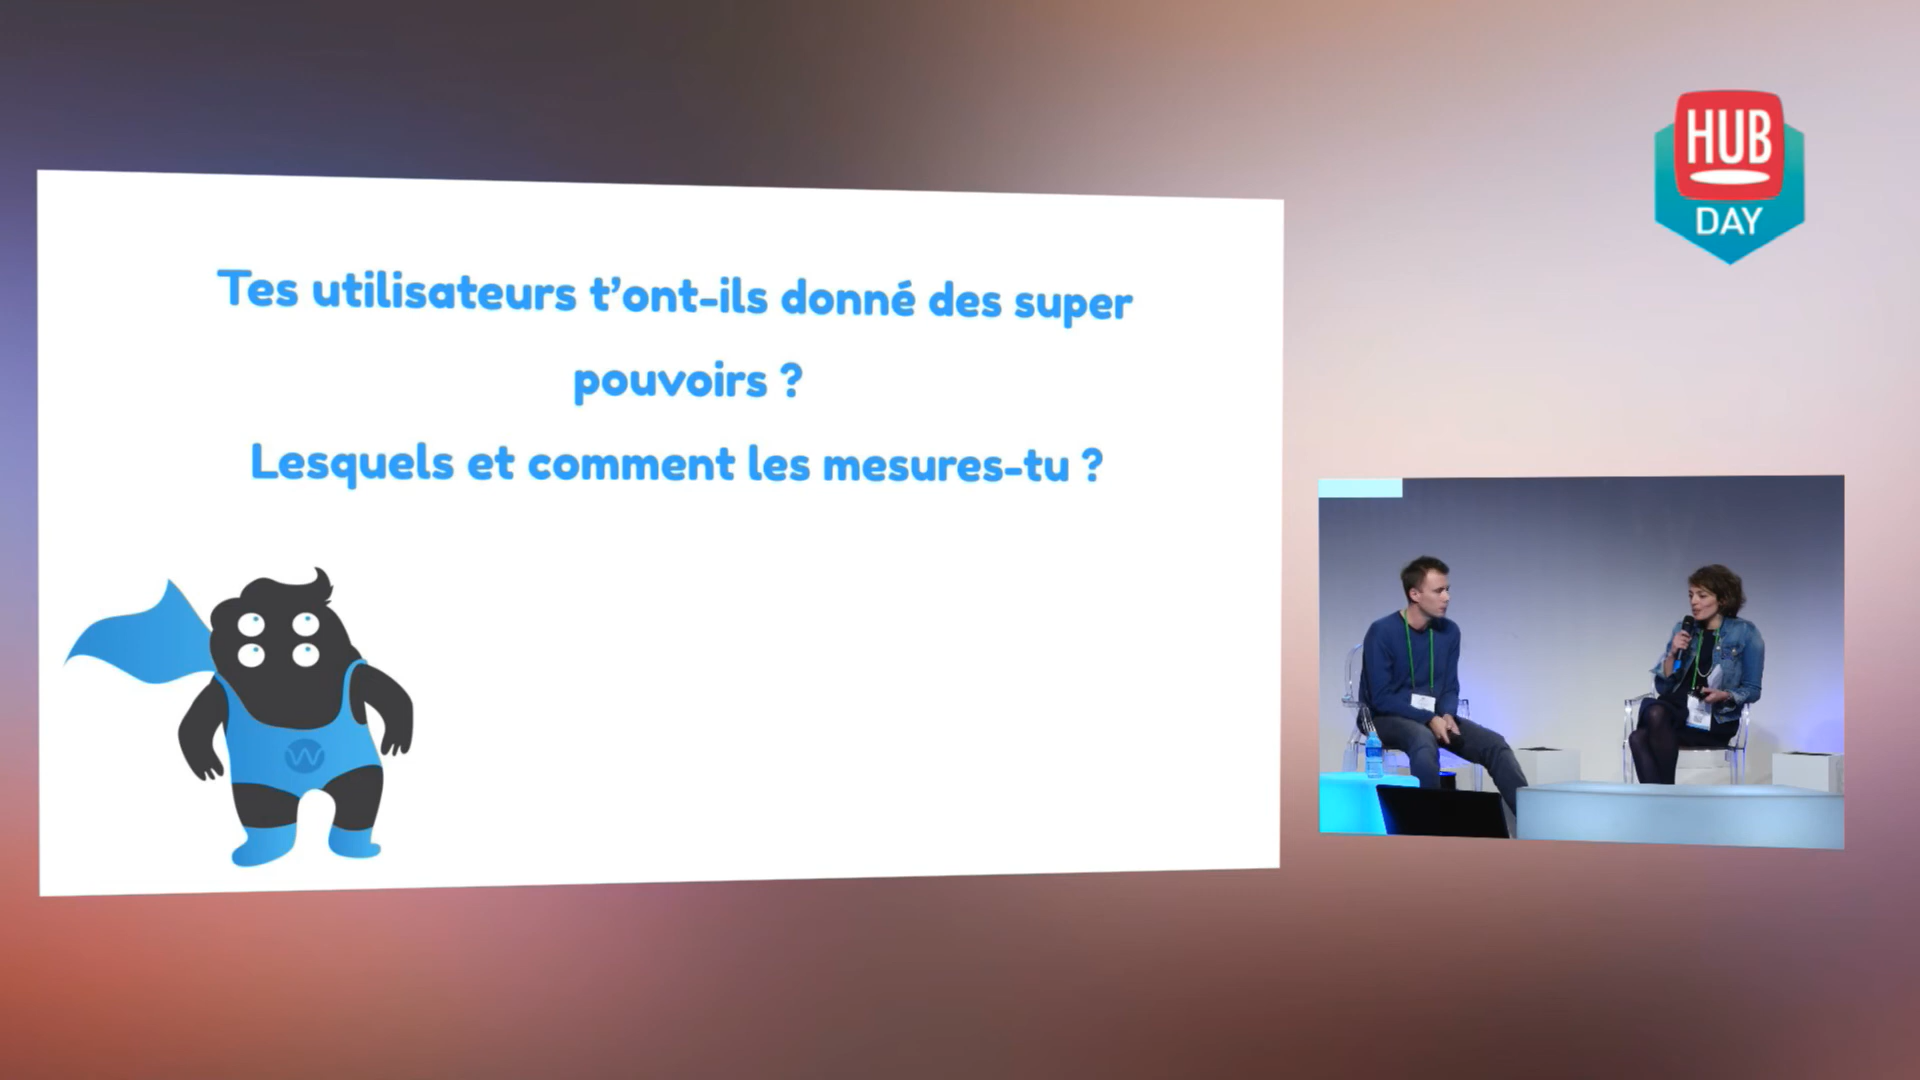 Tes utilisateurs t’ont-ils donné des super
pouvoirs ?
Lesquels et comment les mesures-tu ?
W
HUB
DAY